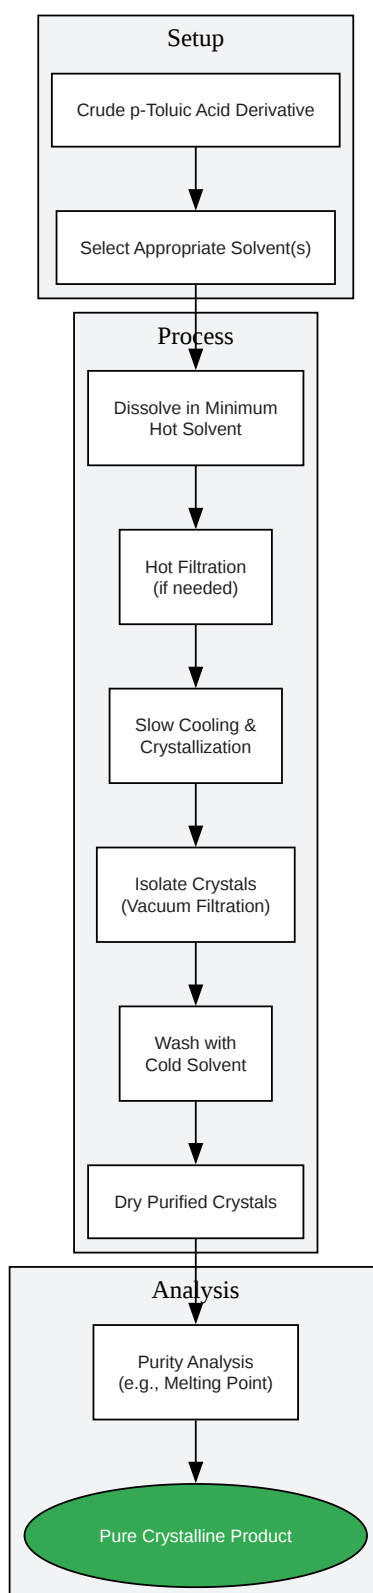 Setup
Crude p-Toluic Acid Derivative
Select Appropriate Solvent(s)
Process
Dissolve in Minimum
Hot Solvent
Hot Filtration
(if needed)
Slow Cooling &
Crystallization
Isolate Crystals
(Vacuum Filtration)
Wash with
Cold Solvent
Dry Purified Crystals
Analysis
Purity Analysis
(e.g., Melting Point)
Pure Crystalline Product